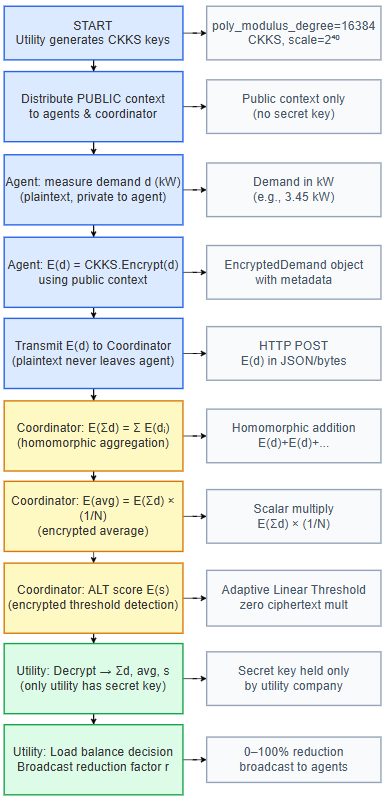 START
Utility generates CKKS keys
poly_modulus_degree=16384
CKKS, scale=2⁴⁰
Distribute PUBLIC context
to agents & coordinator
Public context only
(no secret key)
Agent: measure demand d (kW)
(plaintext, private to agent)
Demand in kW
(e.g., 3.45 kW)
Agent: E(d) = CKKS.Encrypt(d)
using public context
EncryptedDemand object
with metadata
Transmit E(d) to Coordinator
(plaintext never leaves agent)
HTTP POST
E(d) in JSON/bytes
Coordinator: E(Σd) = Σ E(dᵢ)
(homomorphic aggregation)
Homomorphic addition
E(d)+E(d)+...
Coordinator: E(avg) = E(Σd) ×
(1/N)
(encrypted average)
Scalar multiply
E(Σd) × (1/N)
Coordinator: ALT score E(s)
(encrypted threshold detection)
Adaptive Linear Threshold
zero ciphertext mult
Utility: Decrypt → Σd, avg, s
(only utility has secret key)
Secret key held only
by utility company
Utility: Load balance decision
Broadcast reduction factor r
0–100% reduction
broadcast to agents